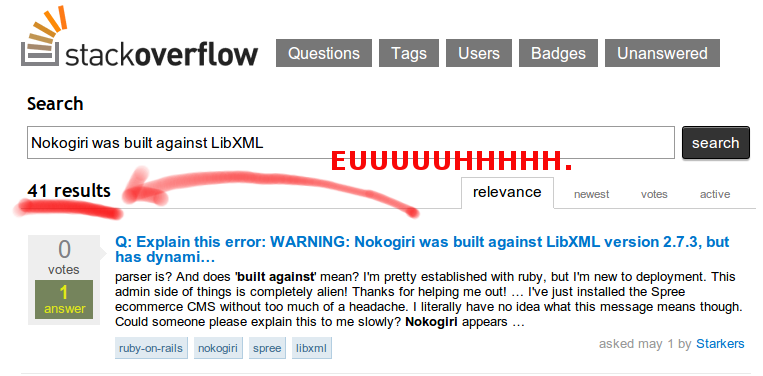 stackoverflow
Questions Tags Users Badges Unanswered
Search
Nokogiri was built against LibXML search
EUUUUUHHHHH.
41 results relevance newest votes active
0
votes
1
answer
Q: Explain this error: WARNING: Nokogiri was built against LibXML version 2.7.3, but
has dynami…
parser is? And does 'built against' mean? I'm pretty established with ruby, but I'm new to deployment. This
admin side of things is completely alien! Thanks for helping me out! … I've just installed the Spree
ecommerce CMS without too much of a headache. I literally have no idea what this message means though.
Could someone please explain this to me slowly? Nokogiri appears …
ruby-on-rails nokogiri spree libxml
asked may 1 by Starkers